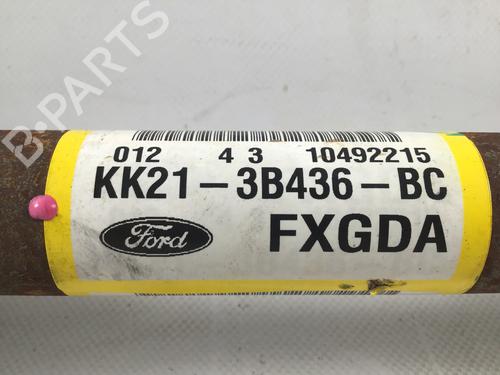 B-PARTS
012 4 3 10492215
KK21-3B436-BC
Ford FXGDA